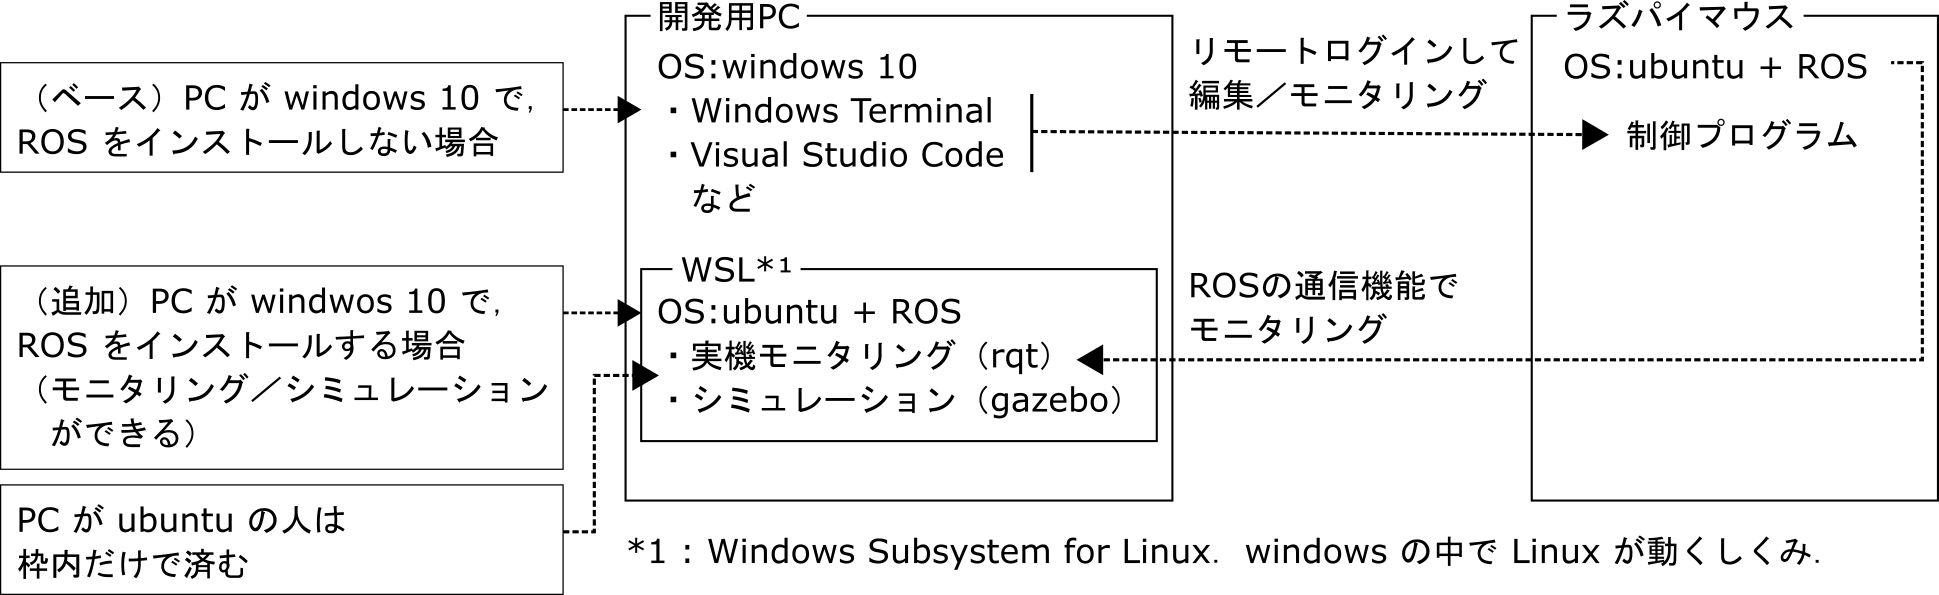 （ベース）PC が windows 10 で,
ROS をインストールしない場合
（追加）PC が windwos 10 で,
ROS をインストールする場合
（モニタリング／シミュレーション
ができる）
PC が ubuntu の人は
枠内だけで済む
開発用PC
OS:windows 10
・Windows Terminal
・Visual Studio Code
など
WSL*¹
OS:ubuntu + ROS
・実機モニタリング（rqt）
・シミュレーション（gazebo）
リモートログインして
編集／モニタリング
ROSの通信機能で
モニタリング
ラズパイマウス
OS:ubuntu + ROS
制御プログラム
*1 : Windows Subsystem for Linux.  windows の中で Linux が動くしくみ.